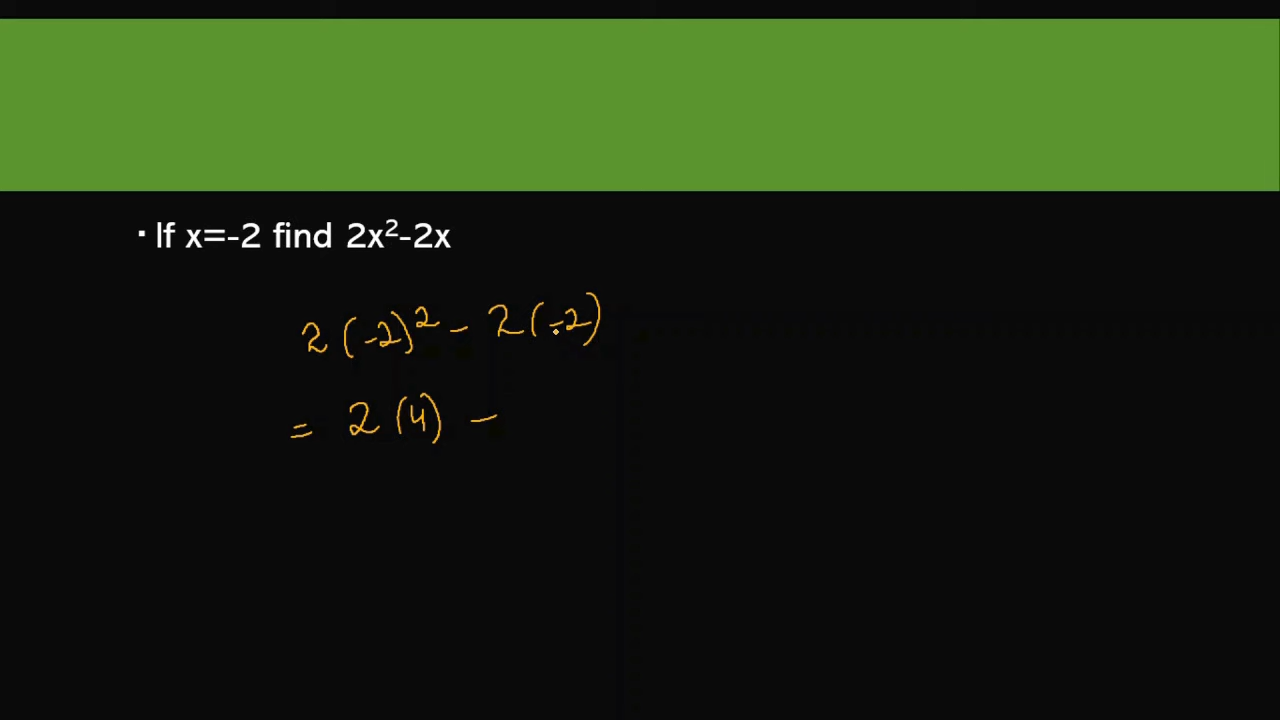 · If x=-2 find 2x²-2x
2(-2)² - 2(-2)
= 2(4) -